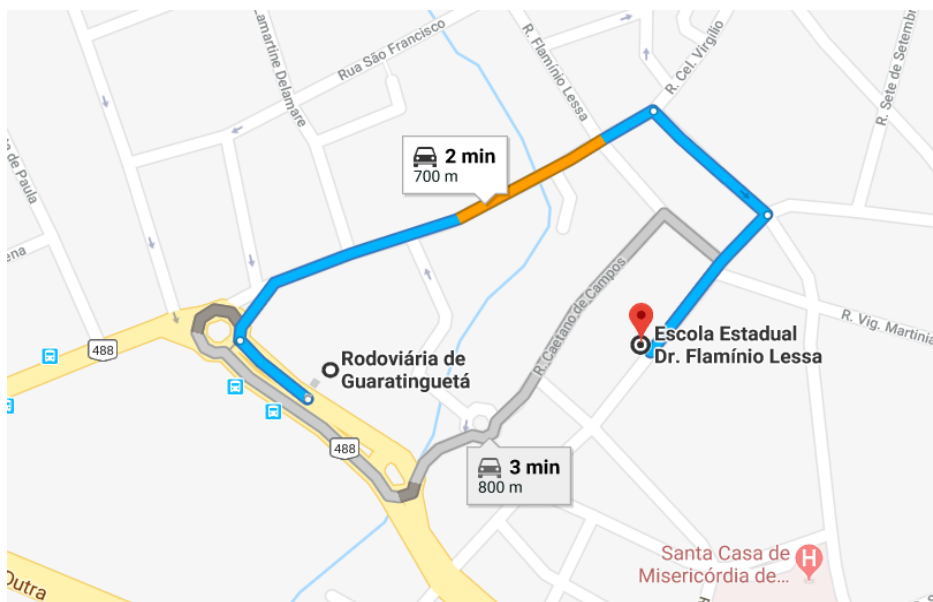 Lamartine Delamare
Rua São Francisco
R. Flamínio Lessa
R. Cel. Virgílio
R. Sete de Setemb
de Paula
2 min
700 m
ena
R. Caetano de Campos
R. Vig. Martinia
488
Rodoviária de
Guaratinguetá
Escola Estadual
Dr. Flamínio Lessa
488
3 min
800 m
Santa Casa de
Misericórdia de...
H
Dutra